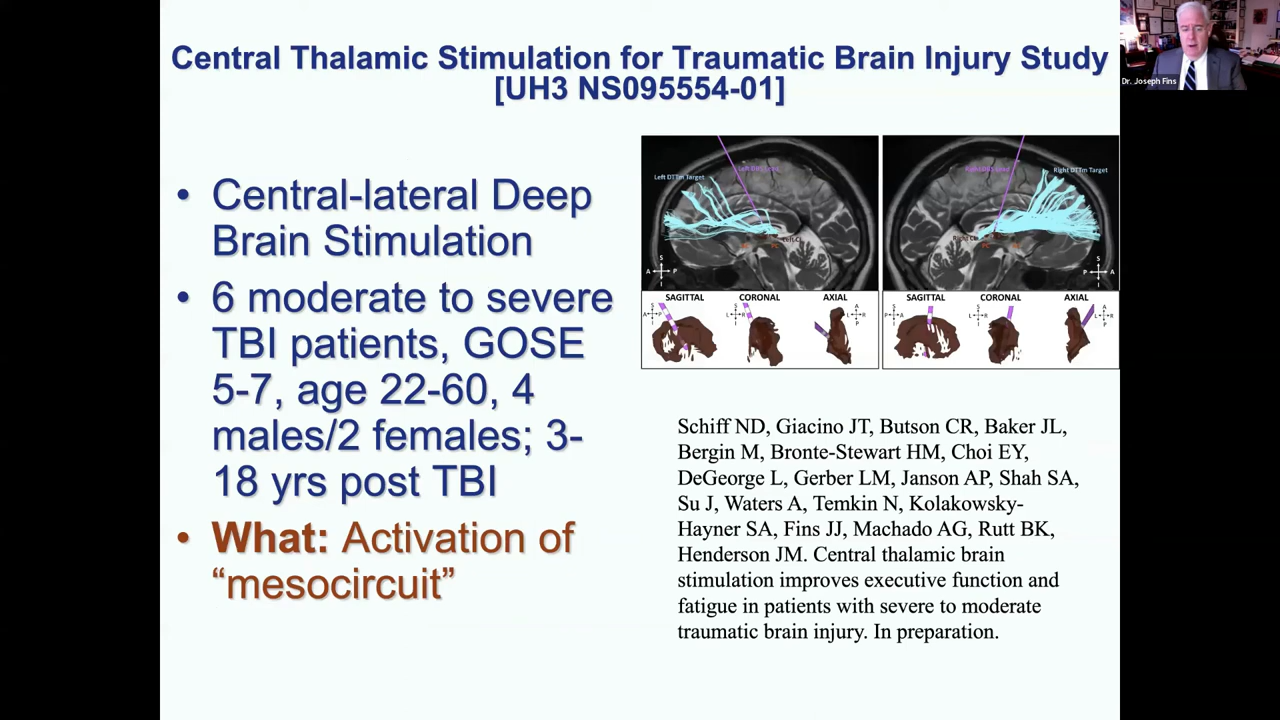 Central Thalamic Stimulation for Traumatic Brain Injury Study
[UH3 NS095554-01]
Dr. Joseph Fins
• Central-lateral Deep
Brain Stimulation
• 6 moderate to severe
TBI patients, GOSE
5-7, age 22-60, 4
males/2 females; 3-
18 yrs post TBI
• What: Activation of
“mesocircuit”
Left DTTm Target
Left CL
S
A P
I
Right DTTm Target
S
P A
I
SAGITTAL CORONAL AXIAL
SAGITTAL CORONAL AXIAL
Schiff ND, Giacino JT, Butson CR, Baker JL,
Bergin M, Bronte-Stewart HM, Choi EY,
DeGeorge L, Gerber LM, Janson AP, Shah SA,
Su J, Waters A, Temkin N, Kolakowsky-
Hayner SA, Fins JJ, Machado AG, Rutt BK,
Henderson JM. Central thalamic brain
stimulation improves executive function and
fatigue in patients with severe to moderate
traumatic brain injury. In preparation.